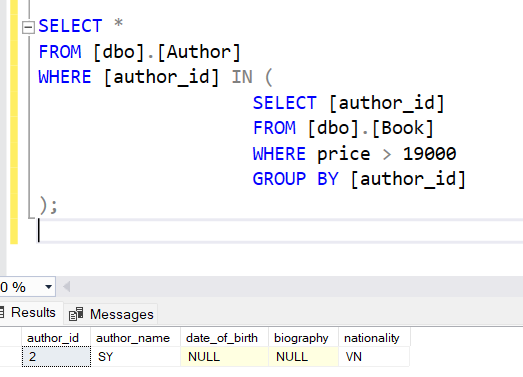 SELECT *
FROM [dbo].[Author]
WHERE [author_id] IN (
SELECT [author_id]
FROM [dbo].[Book]
WHERE price > 19000
GROUP BY [author_id]
);
0 %
Results Messages
author_id author_name date_of_birth biography nationality
2 SY NULL NULL VN